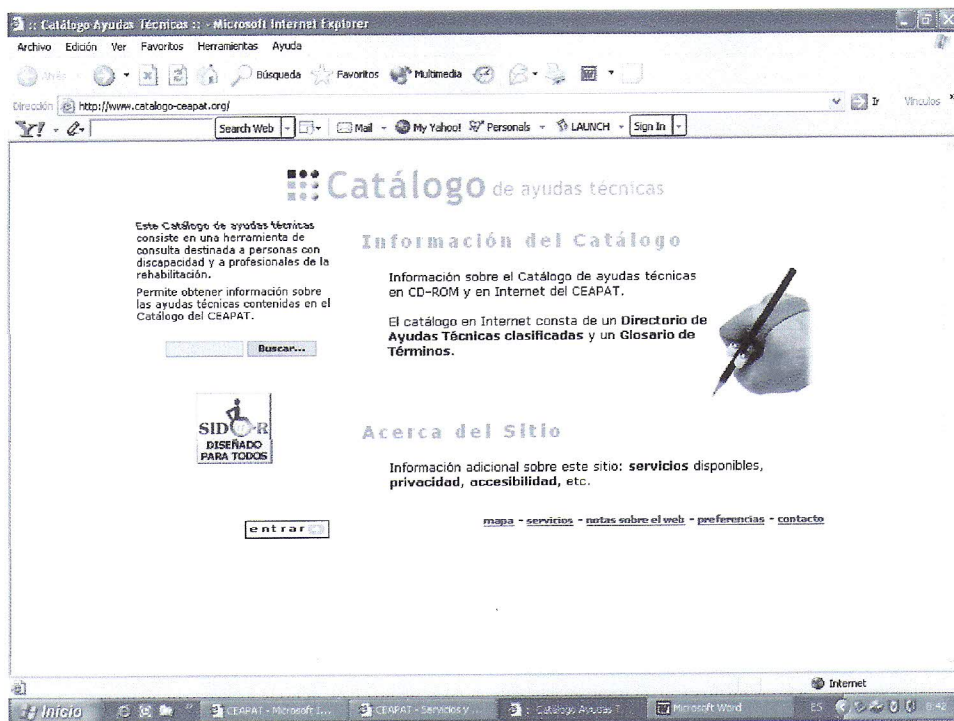 :: Catálogo Ayudas Técnicas :: - Microsoft Internet Explorer
Archivo Edición Ver Favoritos Herramientas Ayuda
Atrás Búsqueda Favoritos Multimedia
Dirección http://www.catalogo-ceapat.org/ Ir Vínculos »
Y! Search Web Mail My Yahoo! Personals LAUNCH Sign In
Catálogo de ayudas técnicas
Este Catálogo de ayudas técnicas
consiste en una herramienta de
consulta destinada a personas con
discapacidad y a profesionales de la
rehabilitación.
Permite obtener información sobre
las ayudas técnicas contenidas en el
Catálogo del CEAPAT.
Buscar...
SID@R
DISEÑADO
PARA TODOS
entrar
Información del Catálogo
Información sobre el Catálogo de ayudas técnicas
en CD-ROM y en Internet del CEAPAT.
El catálogo en Internet consta de un Directorio de
Ayudas Técnicas clasificadas y un Glosario de
Términos.
Acerca del Sitio
Información adicional sobre este sitio: servicios disponibles,
privacidad, accesibilidad, etc.
mapa - servicios - notas sobre el web - preferencias - contacto
Internet
Inicio » CEAPAT - Microsoft I... CEAPAT - Servicios y ... :: Catálogo Ayudas T... Microsoft Word ES 8:42